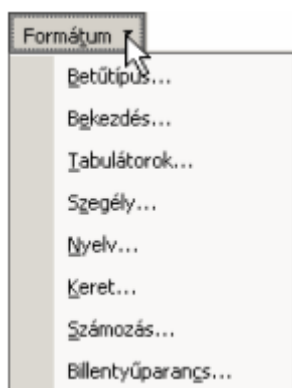 Formátum
Betűtípus...
Bekezdés...
Tabulátorok...
Szegély...
Nyelv...
Keret...
Számozás...
Billentyűparancs...